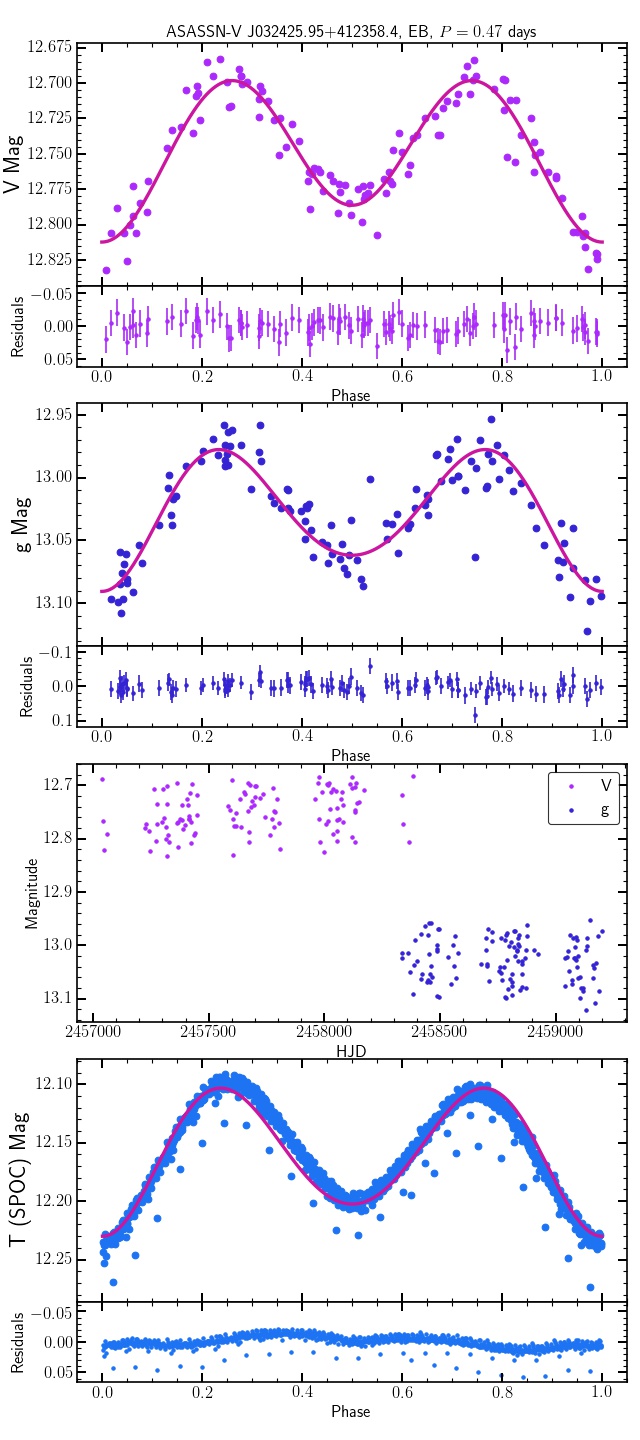 ASASSN-V J032425.95+412358.4, EB, P = 0.47 days
12.675
12.700
12.725
12.750
12.775
12.800
12.825
V Mag
−0.05
0.00
0.05
Residuals
0.0 0.2 0.4 0.6 0.8 1.0
Phase
12.95
13.00
13.05
13.10
g Mag
−0.1
0.0
0.1
Residuals
0.0 0.2 0.4 0.6 0.8 1.0
Phase
12.7
12.8
12.9
13.0
13.1
Magnitude
V
g
2457000 2457500 2458000 2458500 2459000
HJD
12.10
12.15
12.20
12.25
T (SPOC) Mag
−0.05
0.00
0.05
Residuals
0.0 0.2 0.4 0.6 0.8 1.0
Phase